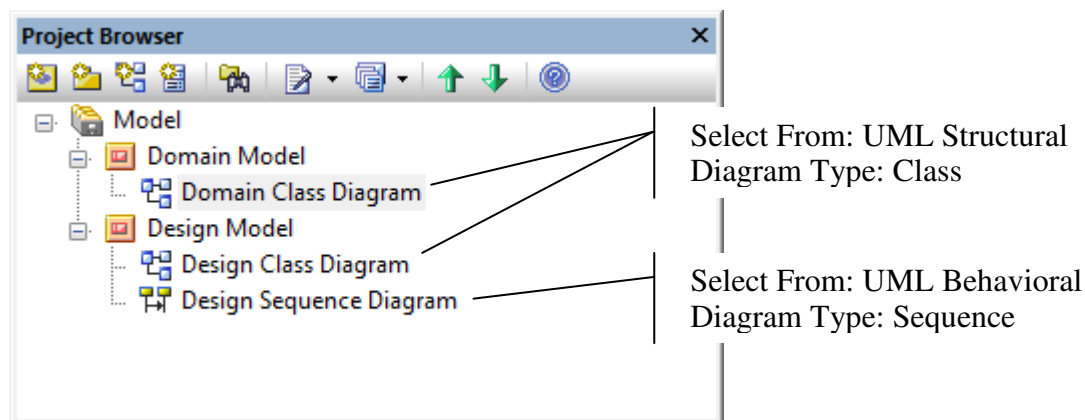 Project Browser
Model
Domain Model
Domain Class Diagram
Design Model
Design Class Diagram
Design Sequence Diagram
Select From: UML Structural
Diagram Type: Class
Select From: UML Behavioral
Diagram Type: Sequence